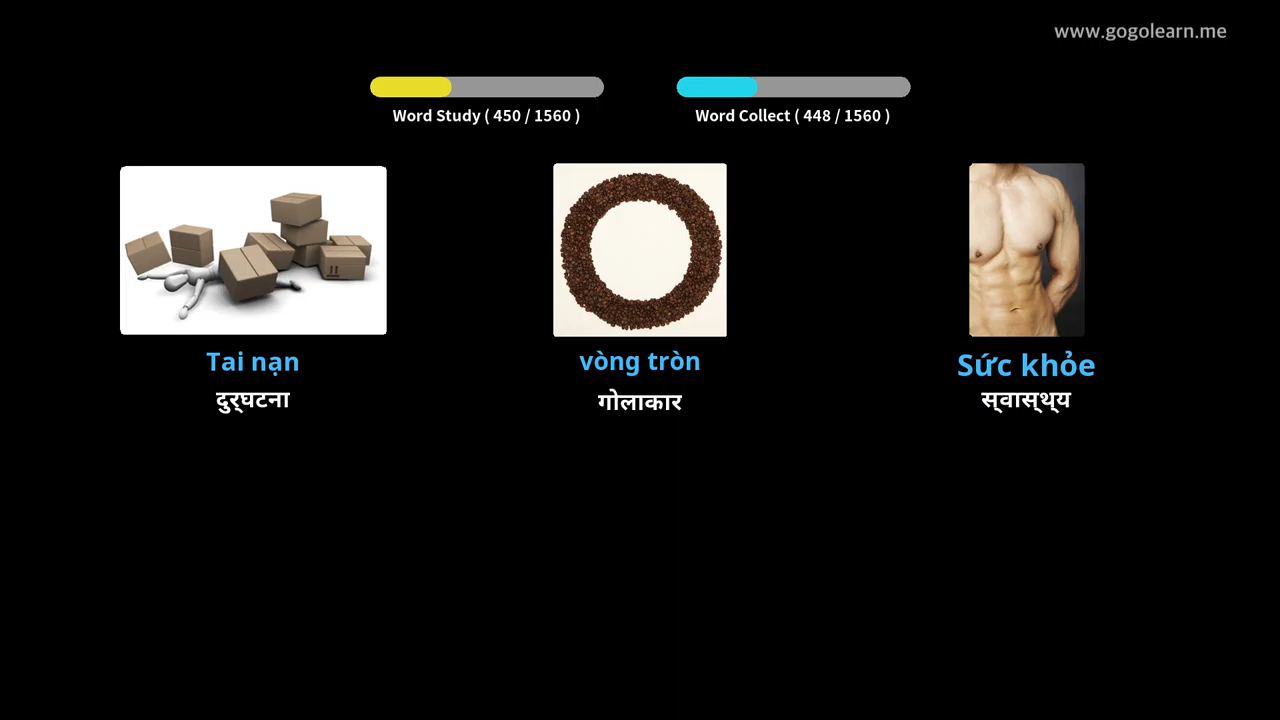 www.gogolearn.me
Word Study ( 450 / 1560 )
Word Collect ( 448 / 1560 )
Tai nạn
vòng tròn
Sức khỏe
दुर्घटना
गोलाकार
स्वास्थ्य